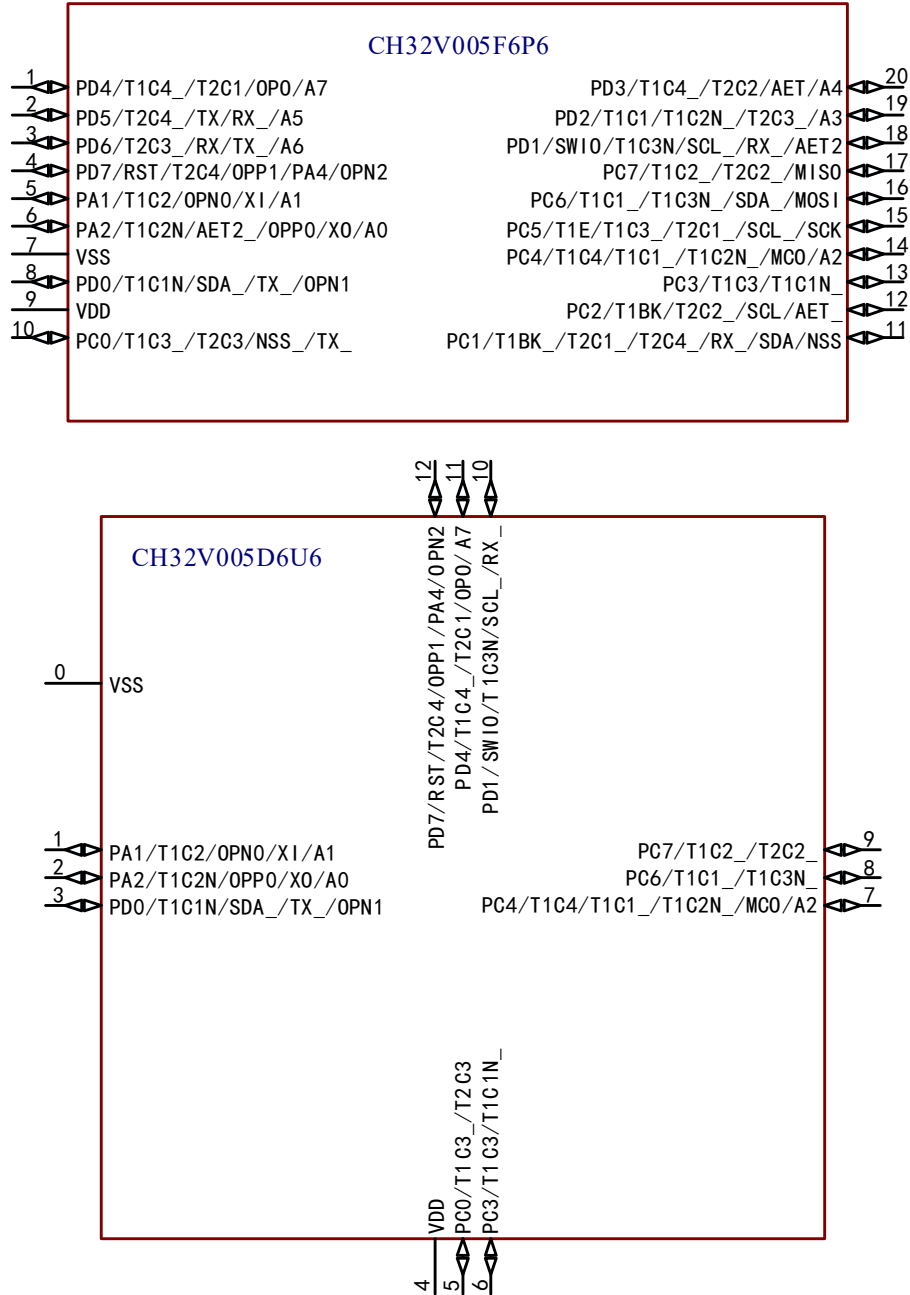 CH32V005F6P6
1 PD4/T1C4_/T2C1/OPO/A7
2 PD5/T2C4_/TX/RX_/A5
3 PD6/T2C3_/RX/TX_/A6
4 PD7/RST/T2C4/OPP1/PA4/OPN2
5 PA1/T1C2/OPN0/XI/A1
6 PA2/T1C2N/AET2_/OPP0/XO/A0
7 VSS
8 PD0/T1C1N/SDA_/TX_/OPN1
9 VDD
10 PC0/T1C3_/T2C3/NSS_/TX_
PD3/T1C4_/T2C2/AET/A4 20
PD2/T1C1/T1C2N_/T2C3_/A3 19
PD1/SWIO/T1C3N/SCL_/RX_/AET2 18
PC7/T1C2_/T2C2_/MISO 17
PC6/T1C1_/T1C3N_/SDA_/MOSI 16
PC5/T1E/T1C3_/T2C1_/SCL_/SCK 15
PC4/T1C4/T1C1_/T1C2N_/MCO/A2 14
PC3/T1C3/T1C1N_ 13
PC2/T1BK/T2C2_/SCL/AET_ 12
PC1/T1BK_/T2C1_/T2C4_/RX_/SDA/NSS 11
CH32V005D6U6
12 PD7/RST/T2C4/OPP1/PA4/OPN2
11 PD4/T1C4_/T2C1/OPO/A7
10 PD1/SWIO/T1C3N/SCL_/RX_
0 VSS
1 PA1/T1C2/OPN0/XI/A1
2 PA2/T1C2N/OPP0/XO/A0
3 PD0/T1C1N/SDA_/TX_/OPN1
PC7/T1C2_/T2C2_ 9
PC6/T1C1_/T1C3N_ 8
PC4/T1C4/T1C1_/T1C2N_/MCO/A2 7
4 VDD
5 PC0/T1C3_/T2C3
6 PC3/T1C3/T1C1N_